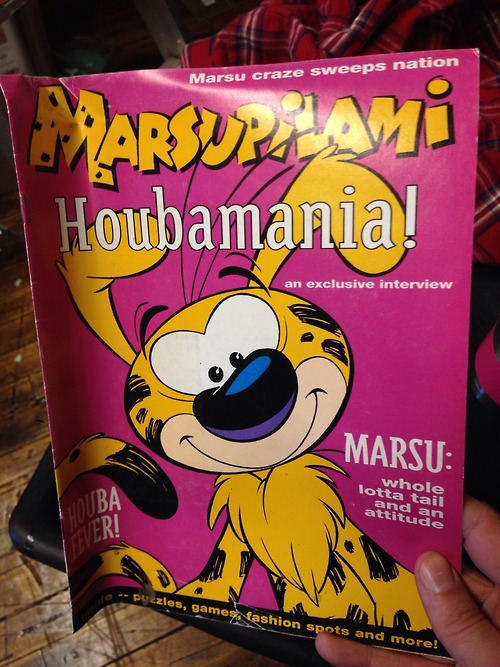 Marsu craze sweeps nation
MARSUPILAMI
Houbamania!
an exclusive interview
MARSU:
whole
lotta tail
and an
attitude
HOUBA
FEVER!
-- puzzles, games, fashion spots and more!